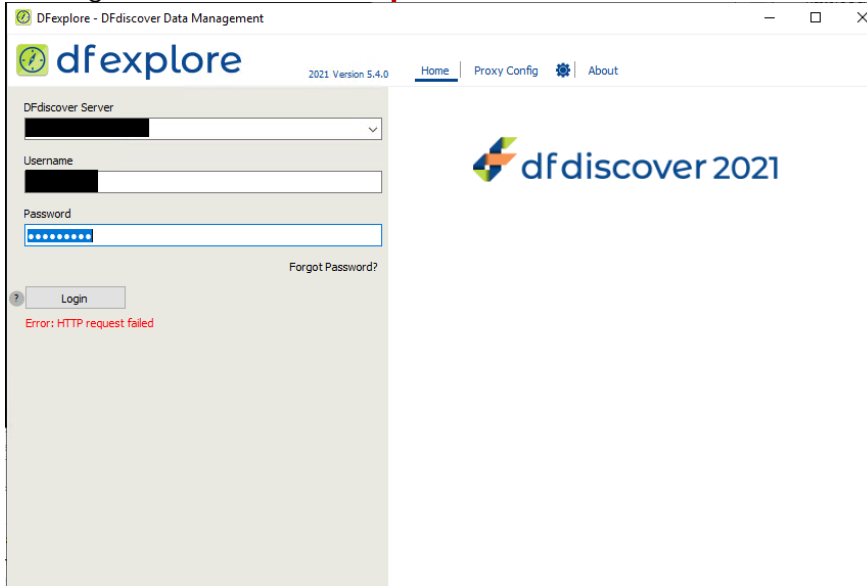 DFexplore - DFdiscover Data Management
dfexplore
2021 Version 5.4.0
Home
Proxy Config
About
DFdiscover Server
Username
Password
Forgot Password?
? Login
Error: HTTP request failed
dfdiscover 2021